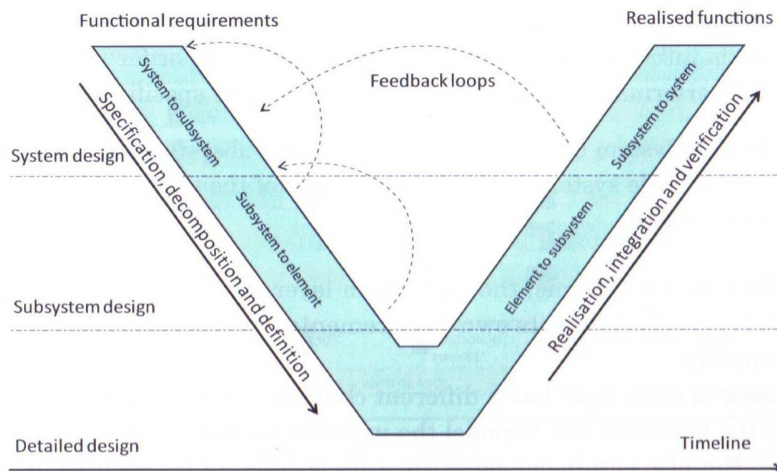 Functional requirements
Realised functions
Feedback loops
System to subsystem
Subsystem to system
Specification, decomposition and definition
System design
Subsystem to element
Element to subsystem
Realisation, integration and verification
Subsystem design
Detailed design
Timeline